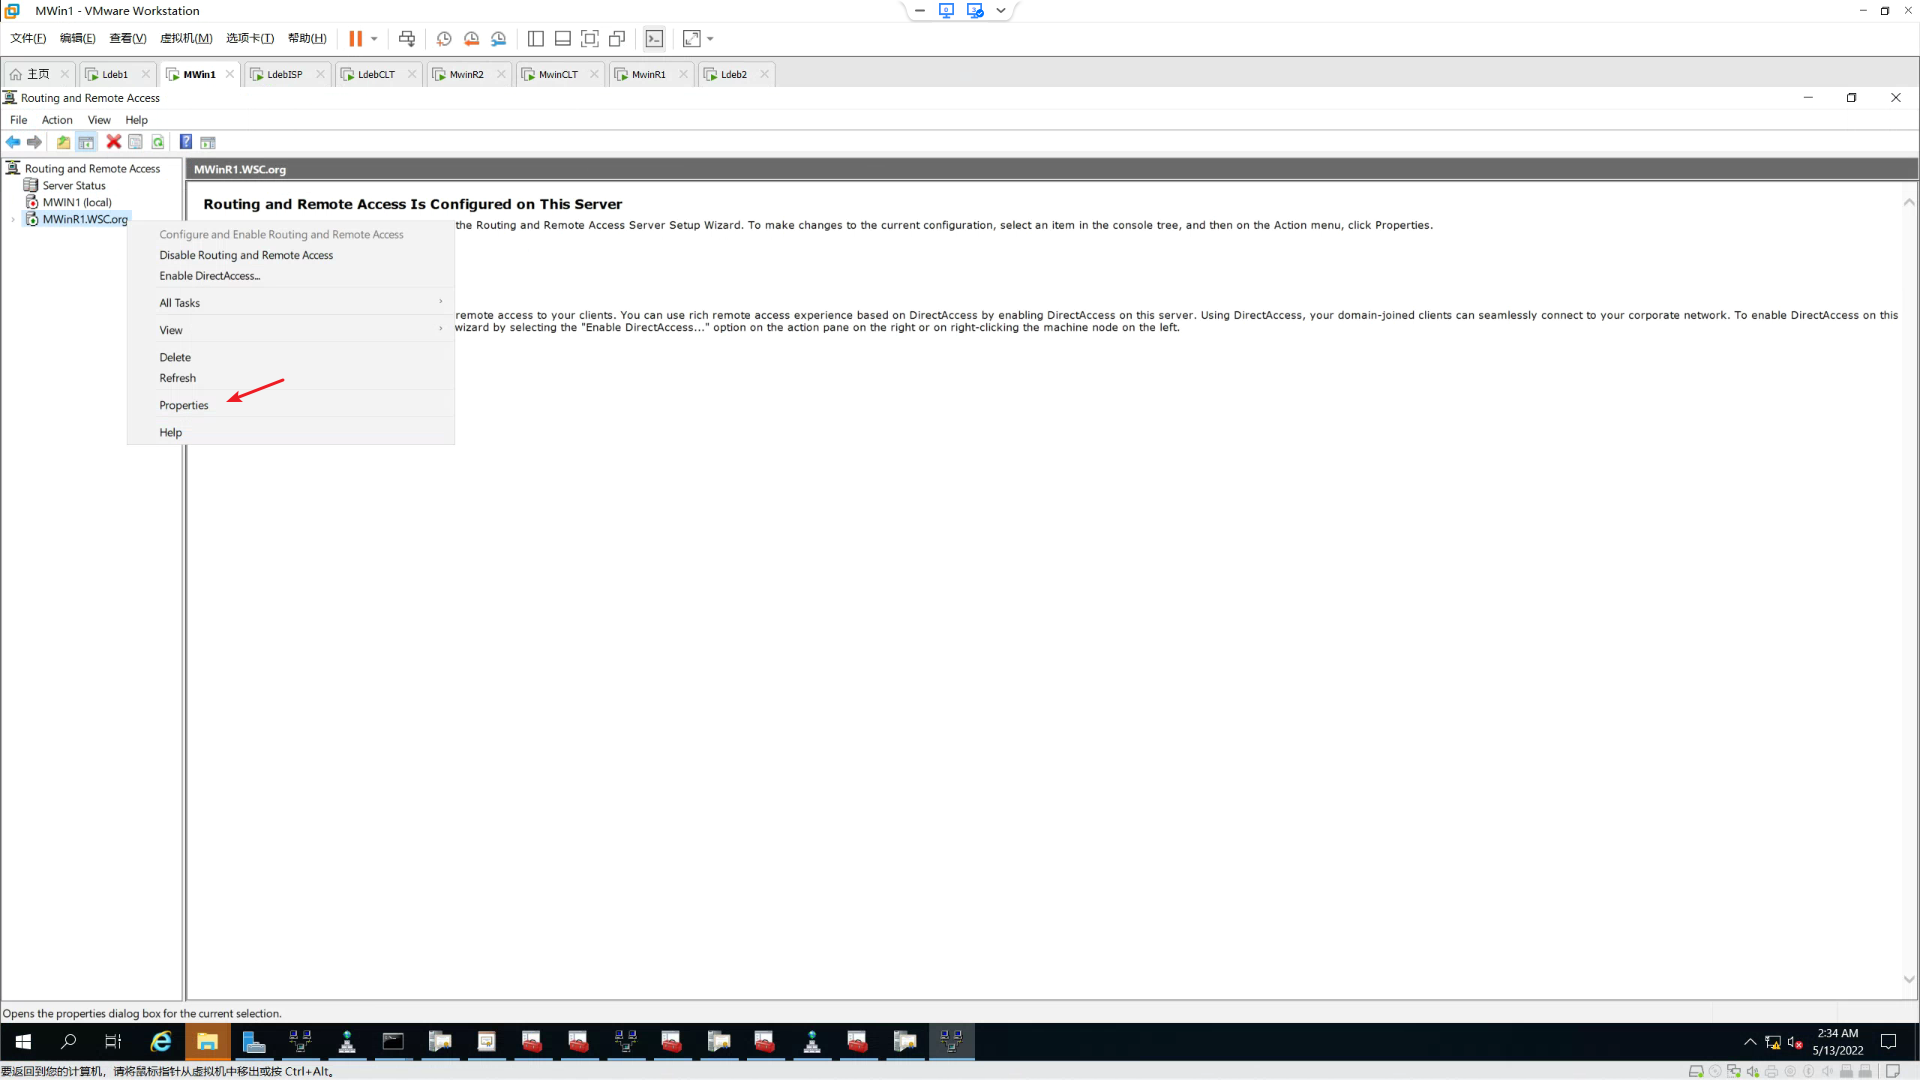 MWin1 - VMware Workstation
文件(F) 编辑(E) 查看(V) 虚拟机(M) 选项卡(T) 帮助(H)
主页 Ldeb1 MWin1 LdebISP LdebCLT MwinR2 MwinCLT MwinR1 Ldeb2
Routing and Remote Access
File Action View Help
Routing and Remote Access
Server Status
MWIN1 (local)
MWinR1.WSC.org
MWinR1.WSC.org
Routing and Remote Access Is Configured on This Server
the Routing and Remote Access Server Setup Wizard. To make changes to the current configuration, select an item in the console tree, and then on the Action menu, click Properties.
remote access to your clients. You can use rich remote access experience based on DirectAccess by enabling DirectAccess on this server. Using DirectAccess, your domain-joined clients can seamlessly connect to your corporate network. To enable DirectAccess on this
wizard by selecting the "Enable DirectAccess..." option on the action pane on the right or on right-clicking the machine node on the left.
Configure and Enable Routing and Remote Access
Disable Routing and Remote Access
Enable DirectAccess...
All Tasks
View
Delete
Refresh
Properties
Help
Opens the properties dialog box for the current selection.
2:34 AM
5/13/2022
要返回到您的计算机，请将鼠标指针从虚拟机中移出或按 Ctrl+Alt。